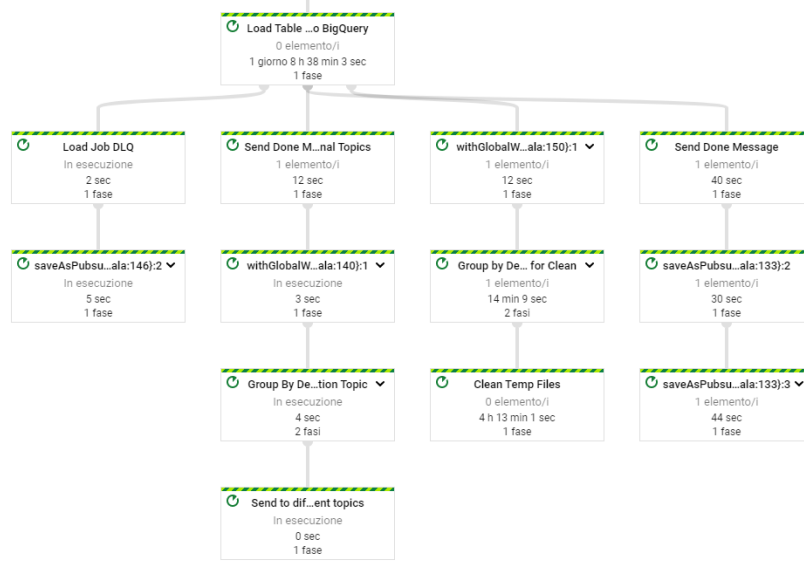 Load Table ...o BigQuery
0 elemento/i
1 giorno 8 h 38 min 3 sec
1 fase
Load Job DLQ
In esecuzione
2 sec
1 fase
Send Done M...nal Topics
1 elemento/i
12 sec
1 fase
withGlobalW...ala:150}:1
1 elemento/i
12 sec
1 fase
Send Done Message
1 elemento/i
40 sec
1 fase
saveAsPubsu...ala:146}:2
In esecuzione
5 sec
1 fase
withGlobalW...ala:140}:1
In esecuzione
3 sec
1 fase
Group by De... for Clean
1 elemento/i
14 min 9 sec
2 fasi
saveAsPubsu...ala:133}:2
1 elemento/i
30 sec
1 fase
Group By De...tion Topic
In esecuzione
4 sec
2 fasi
Clean Temp Files
0 elemento/i
4 h 13 min 1 sec
1 fase
saveAsPubsu...ala:133}:3
1 elemento/i
44 sec
1 fase
Send to dif...ent topics
In esecuzione
0 sec
1 fase